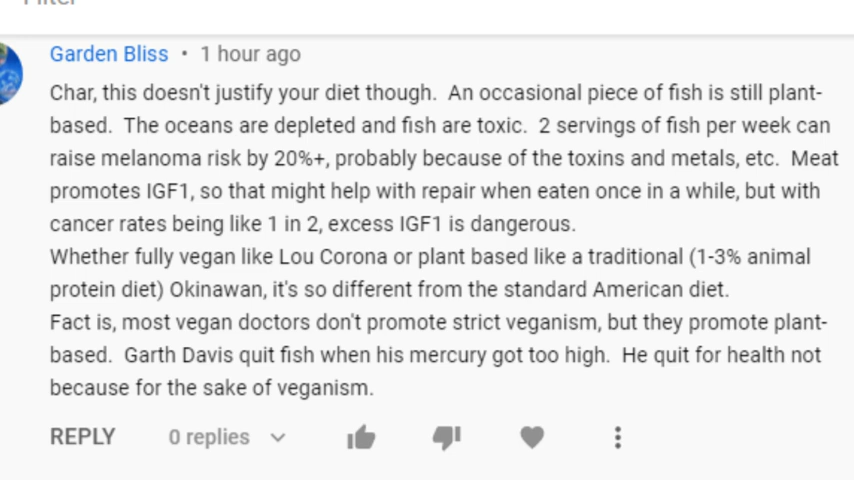 Filter
Garden Bliss • 1 hour ago
Char, this doesn't justify your diet though.  An occasional piece of fish is still plant-
based.  The oceans are depleted and fish are toxic.  2 servings of fish per week can
raise melanoma risk by 20%+, probably because of the toxins and metals, etc.  Meat
promotes IGF1, so that might help with repair when eaten once in a while, but with
cancer rates being like 1 in 2, excess IGF1 is dangerous.
Whether fully vegan like Lou Corona or plant based like a traditional (1-3% animal
protein diet) Okinawan, it's so different from the standard American diet.
Fact is, most vegan doctors don't promote strict veganism, but they promote plant-
based.  Garth Davis quit fish when his mercury got too high.  He quit for health not
because for the sake of veganism.
REPLY 0 replies